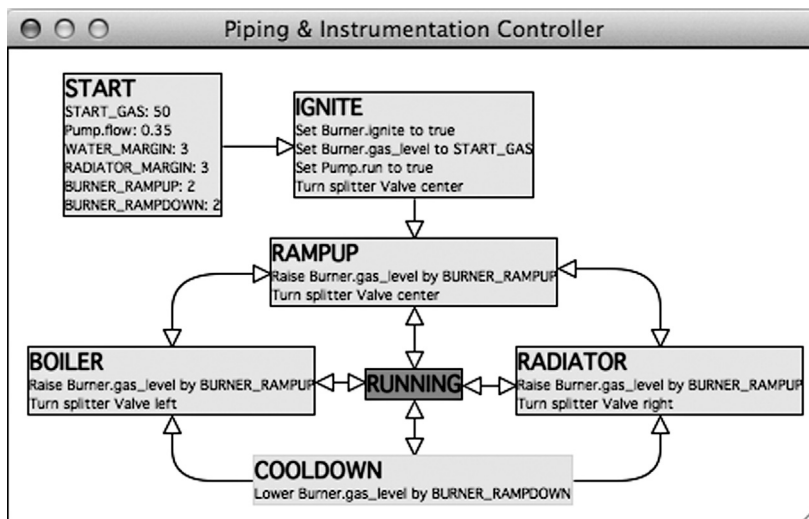 Piping & Instrumentation Controller
START
START_GAS: 50
Pump.flow: 0.35
WATER_MARGIN: 3
RADIATOR_MARGIN: 3
BURNER_RAMPUP: 2
BURNER_RAMPDOWN: 2
IGNITE
Set Burner.ignite to true
Set Burner.gas_level to START_GAS
Set Pump.run to true
Turn splitter Valve center
RAMPUP
Raise Burner.gas_level by BURNER_RAMPUP
Turn splitter Valve center
BOILER
Raise Burner.gas_level by BURNER_RAMPUP
Turn splitter Valve left
RUNNING
RADIATOR
Raise Burner.gas_level by BURNER_RAMPUP
Turn splitter Valve right
COOLDOWN
Lower Burner.gas_level by BURNER_RAMPDOWN